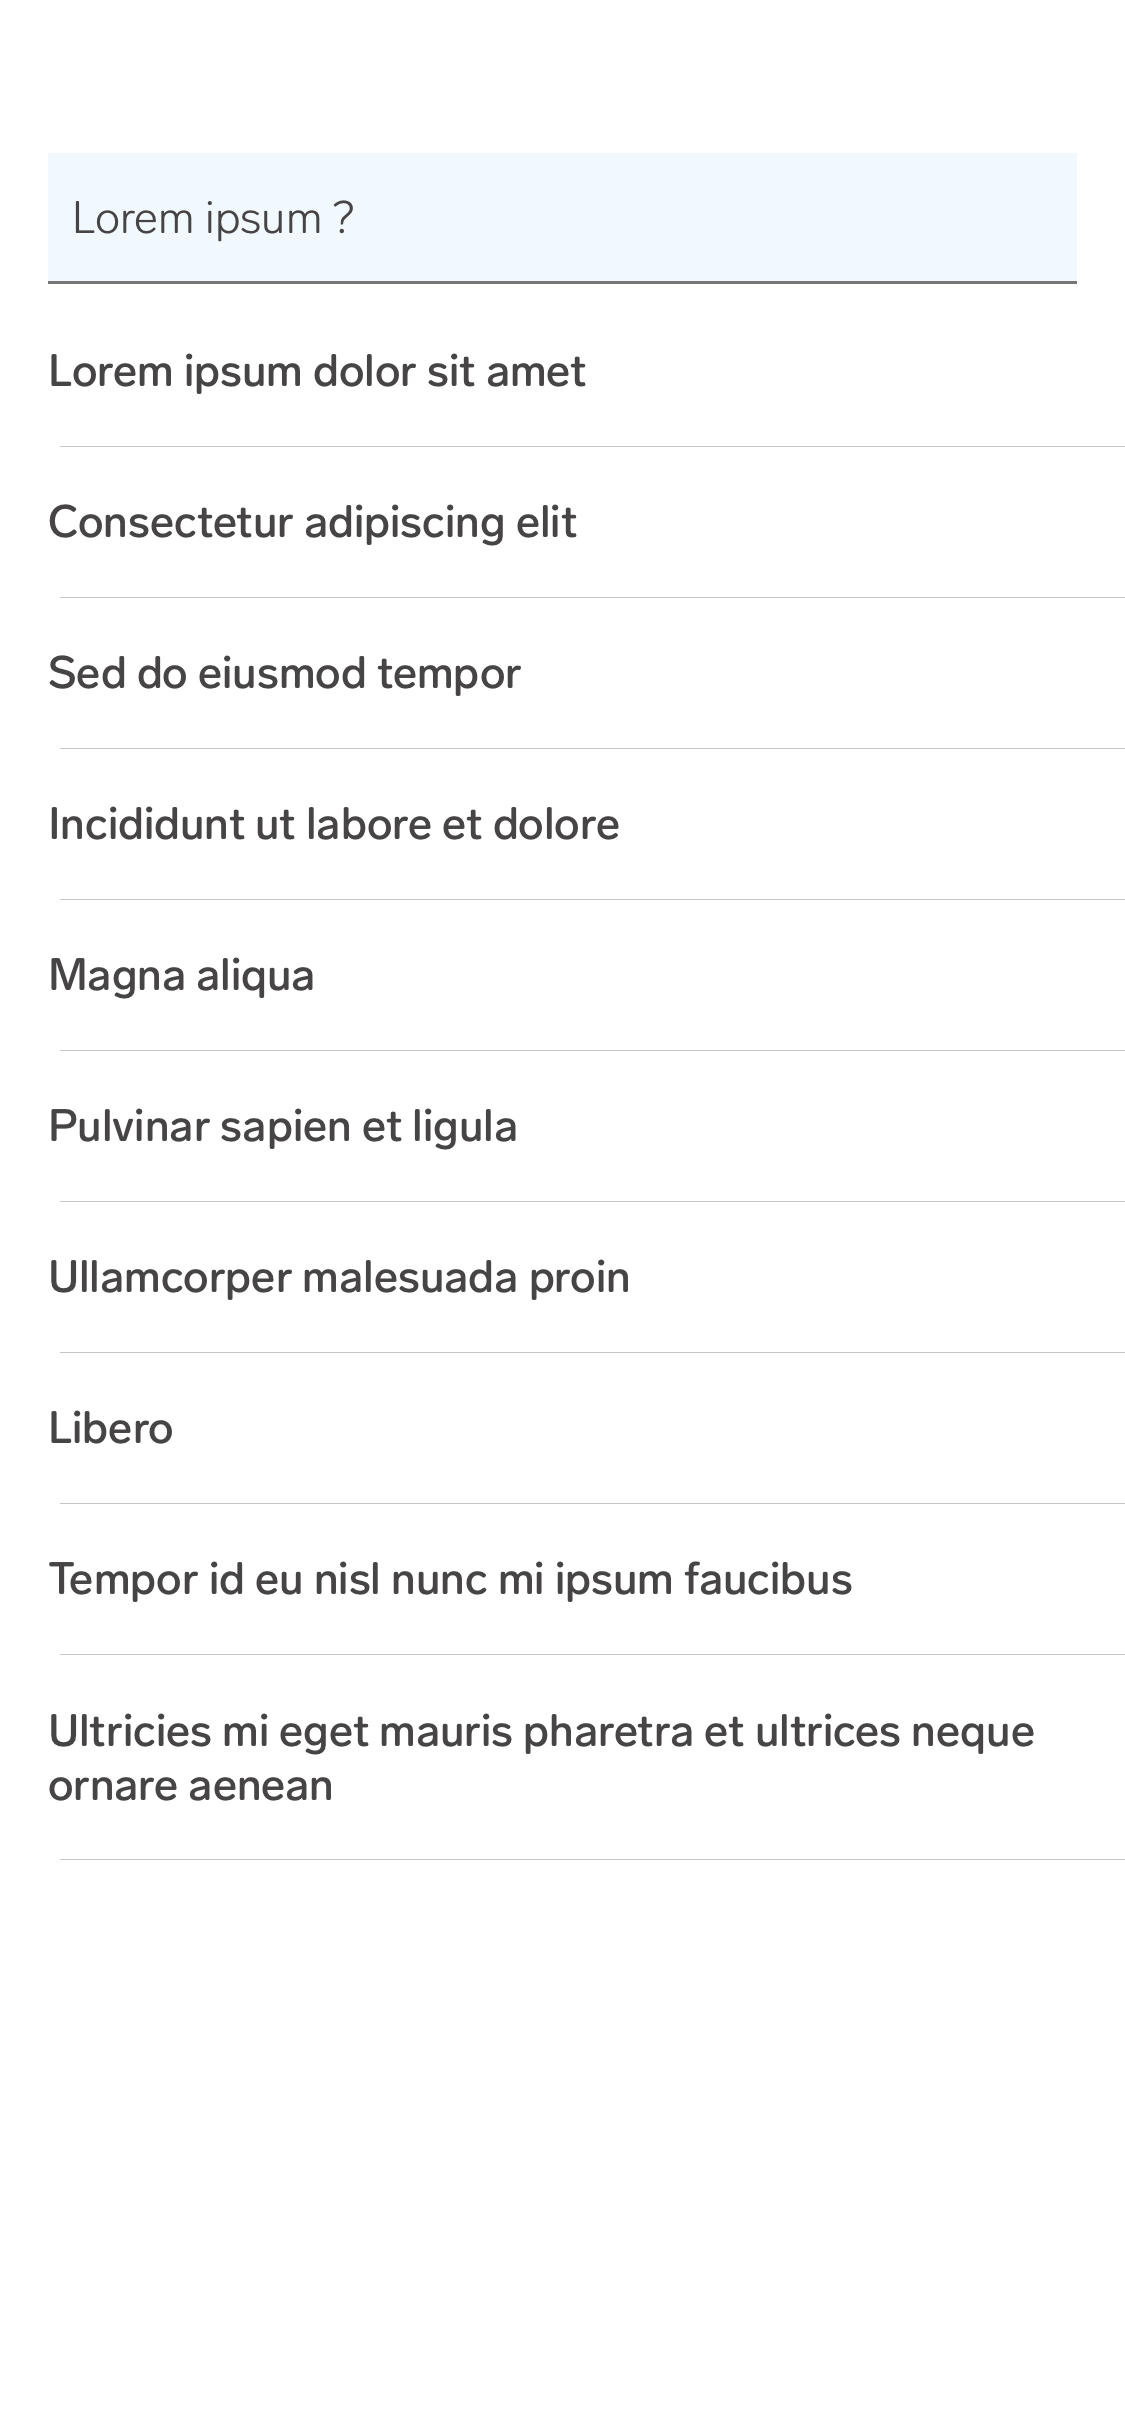 Lorem ipsum ?
Lorem ipsum dolor sit amet
Consectetur adipiscing elit
Sed do eiusmod tempor
Incididunt ut labore et dolore
Magna aliqua
Pulvinar sapien et ligula
Ullamcorper malesuada proin
Libero
Tempor id eu nisl nunc mi ipsum faucibus
Ultricies mi eget mauris pharetra et ultrices neque
ornare aenean